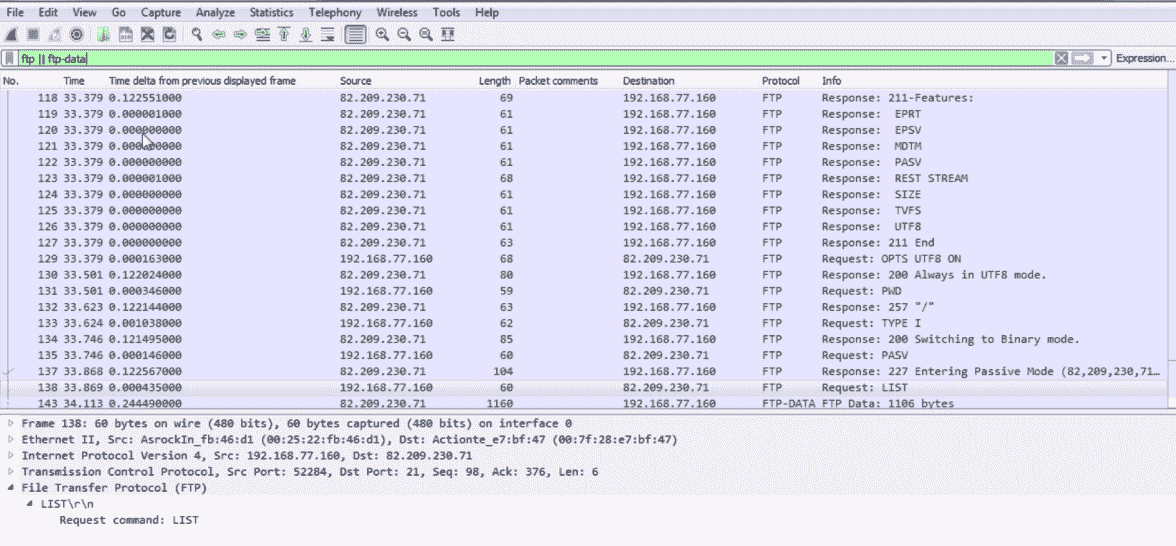 File Edit View Go Capture Analyze Statistics Telephony Wireless Tools Help
ftp || ftp-data Expression...
No. Time Time delta from previous displayed frame Source Length Packet comments Destination Protocol Info
118 33.379 0.122551000 82.209.230.71 69 192.168.77.160 FTP Response: 211-Features:
119 33.379 0.000001000 82.209.230.71 61 192.168.77.160 FTP Response: EPRT
120 33.379 0.000000000 82.209.230.71 61 192.168.77.160 FTP Response: EPSV
121 33.379 82.209.230.71 61 192.168.77.160 FTP Response: MDTM
122 33.379 0.000000000 82.209.230.71 61 192.168.77.160 FTP Response: PASV
123 33.379 0.000001000 82.209.230.71 68 192.168.77.160 FTP Response: REST STREAM
124 33.379 0.000000000 82.209.230.71 61 192.168.77.160 FTP Response: SIZE
125 33.379 0.000000000 82.209.230.71 61 192.168.77.160 FTP Response: TVFS
126 33.379 0.000000000 82.209.230.71 61 192.168.77.160 FTP Response: UTF8
127 33.379 0.000000000 82.209.230.71 63 192.168.77.160 FTP Response: 211 End
129 33.379 0.000163000 192.168.77.160 68 82.209.230.71 FTP Request: OPTS UTF8 ON
130 33.501 0.122024000 82.209.230.71 80 192.168.77.160 FTP Response: 200 Always in UTF8 mode.
131 33.501 0.000346000 192.168.77.160 59 82.209.230.71 FTP Request: PWD
132 33.623 0.122144000 82.209.230.71 63 192.168.77.160 FTP Response: 257 "/"
133 33.624 0.001038000 192.168.77.160 62 82.209.230.71 FTP Request: TYPE I
134 33.746 0.121495000 82.209.230.71 85 192.168.77.160 FTP Response: 200 Switching to Binary mode.
135 33.746 0.000146000 192.168.77.160 60 82.209.230.71 FTP Request: PASV
137 33.868 0.122567000 82.209.230.71 104 192.168.77.160 FTP Response: 227 Entering Passive Mode (82,209,230,71...
138 33.869 0.000435000 192.168.77.160 60 82.209.230.71 FTP Request: LIST
143 34.113 0.244490000 82.209.230.71 1160 192.168.77.160 FTP-DATA FTP Data: 1106 bytes
Frame 138: 60 bytes on wire (480 bits), 60 bytes captured (480 bits) on interface 0
Ethernet II, Src: AsrockIn_fb:46:d1 (00:25:22:fb:46:d1), Dst: Actionte_e7:bf:47 (00:7f:28:e7:bf:47)
Internet Protocol Version 4, Src: 192.168.77.160, Dst: 82.209.230.71
Transmission Control Protocol, Src Port: 52284, Dst Port: 21, Seq: 98, Ack: 376, Len: 6
File Transfer Protocol (FTP)
LIST\r\n
Request command: LIST